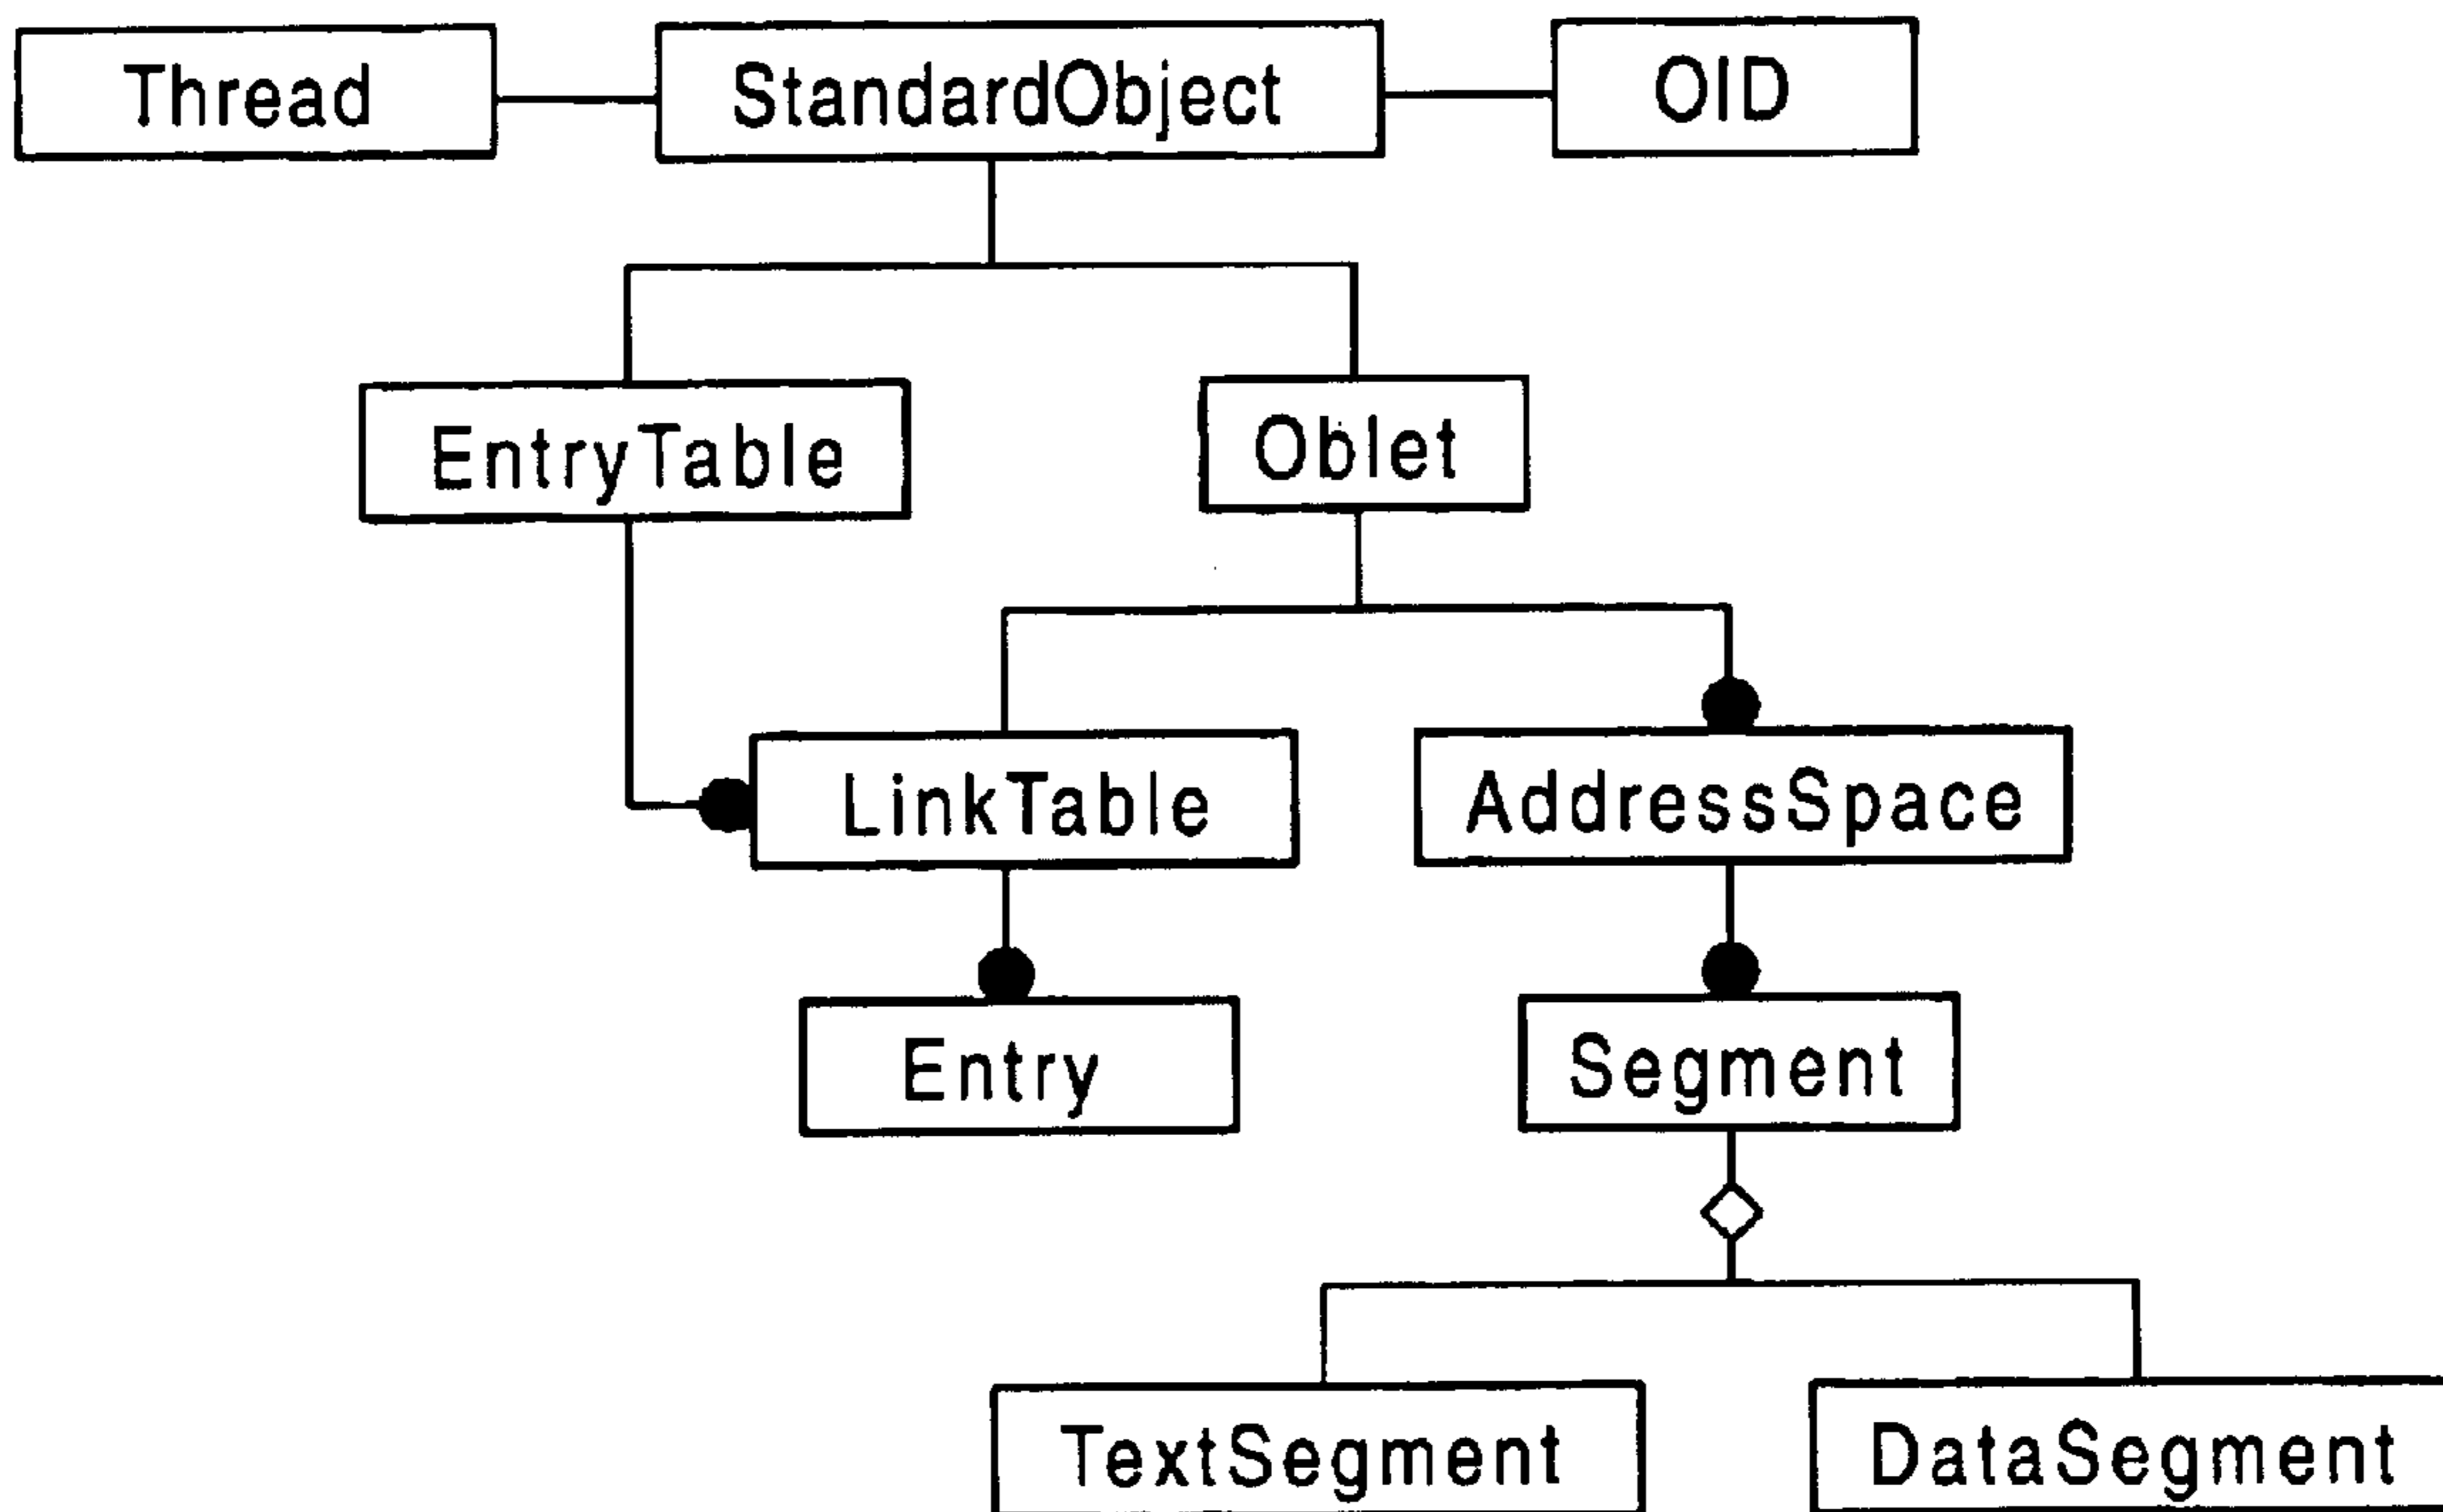 Thread
StandardObject
OID
EntryTable
Oblet
LinkTable
AddressSpace
Entry
Segment
TextSegment
DataSegment